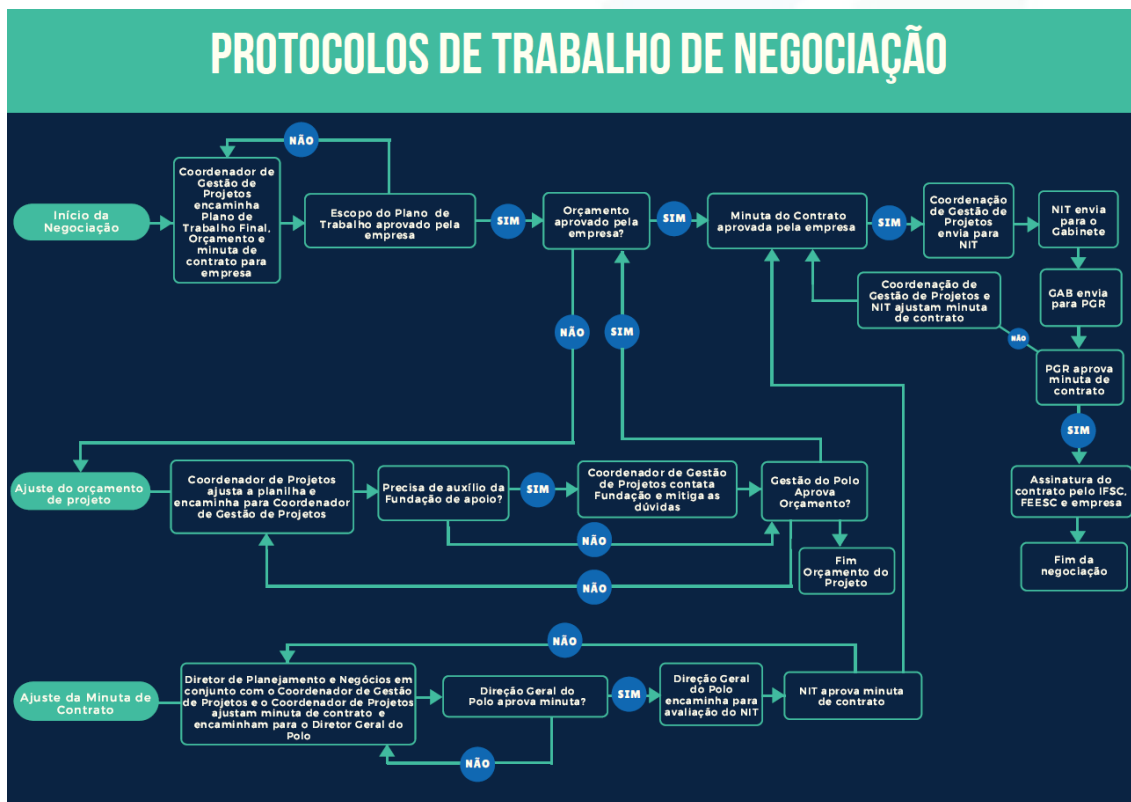 PROTOCOLOS DE TRABALHO DE NEGOCIAÇÃO
NÃO
Início da
Negociação
Coordenador de
Gestão de
Projetos
encaminha
Plano de
Trabalho Final,
Orçamento e
minuta de
contrato para
empresa
Escopo do Plano de
Trabalho aprovado pela
empresa
SIM
Orçamento
aprovado pela
empresa?
SIM
Minuta do Contrato
aprovada pela empresa
SIM
Coordenação
de Gestão de
Projetos
envia para
NIT
NIT envia
para o
Gabinete
GAB envia
para PGR
Coordenação de
Gestão de Projetos e
NIT ajustam minuta
de contrato
NÃO
PGR aprova
minuta de
contrato
SIM
Assinatura do
contrato pelo IFSC,
FEESC e empresa
Fim da
negociação
NÃO
SIM
Ajuste do orçamento
de projeto
Coordenador de Projetos
ajusta a planilha e
encaminha para Coordenador
de Gestão de Projetos
Precisa de auxílio da
Fundação de apoio?
SIM
Coordenador de Gestão
de Projetos contata
Fundação e mitiga as
dúvidas
Gestão do Polo
Aprova
Orçamento?
NÃO
NÃO
Fim
Orçamento do
Projeto
NÃO
Ajuste da Minuta de
Contrato
Diretor de Planejamento e Negócios em
conjunto com o Coordenador de Gestão
de Projetos e o Coordenador de Projetos
ajustam minuta de contrato e
encaminham para o Diretor Geral do
Polo
Direção Geral do
Polo aprova minuta?
SIM
Direção Geral
do Polo
encaminha para
avaliação do NIT
NIT aprova minuta
de contrato
NÃO